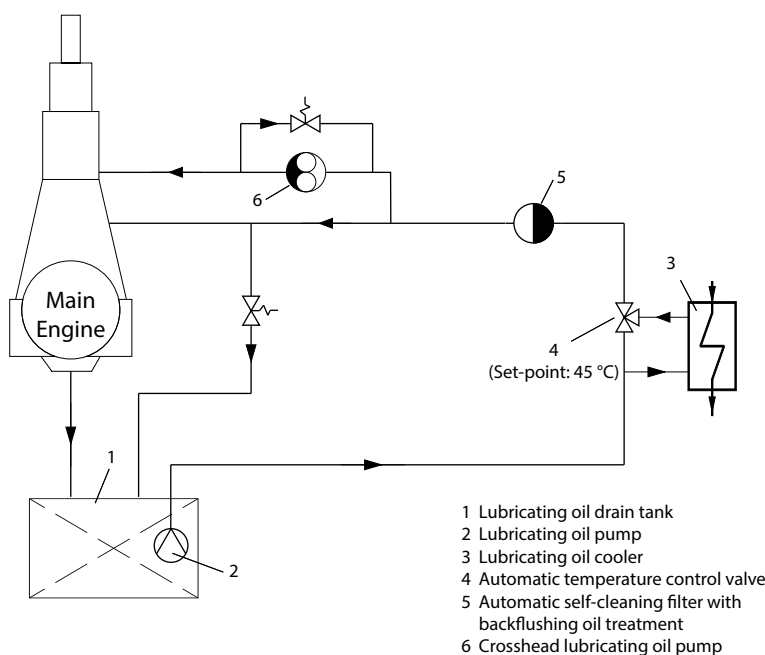 6
5
3
Main
Engine
4
(Set-point: 45 °C)
1
2
1 Lubricating oil drain tank
2 Lubricating oil pump
3 Lubricating oil cooler
4 Automatic temperature control valve
5 Automatic self-cleaning filter with
backflushing oil treatment
6 Crosshead lubricating oil pump